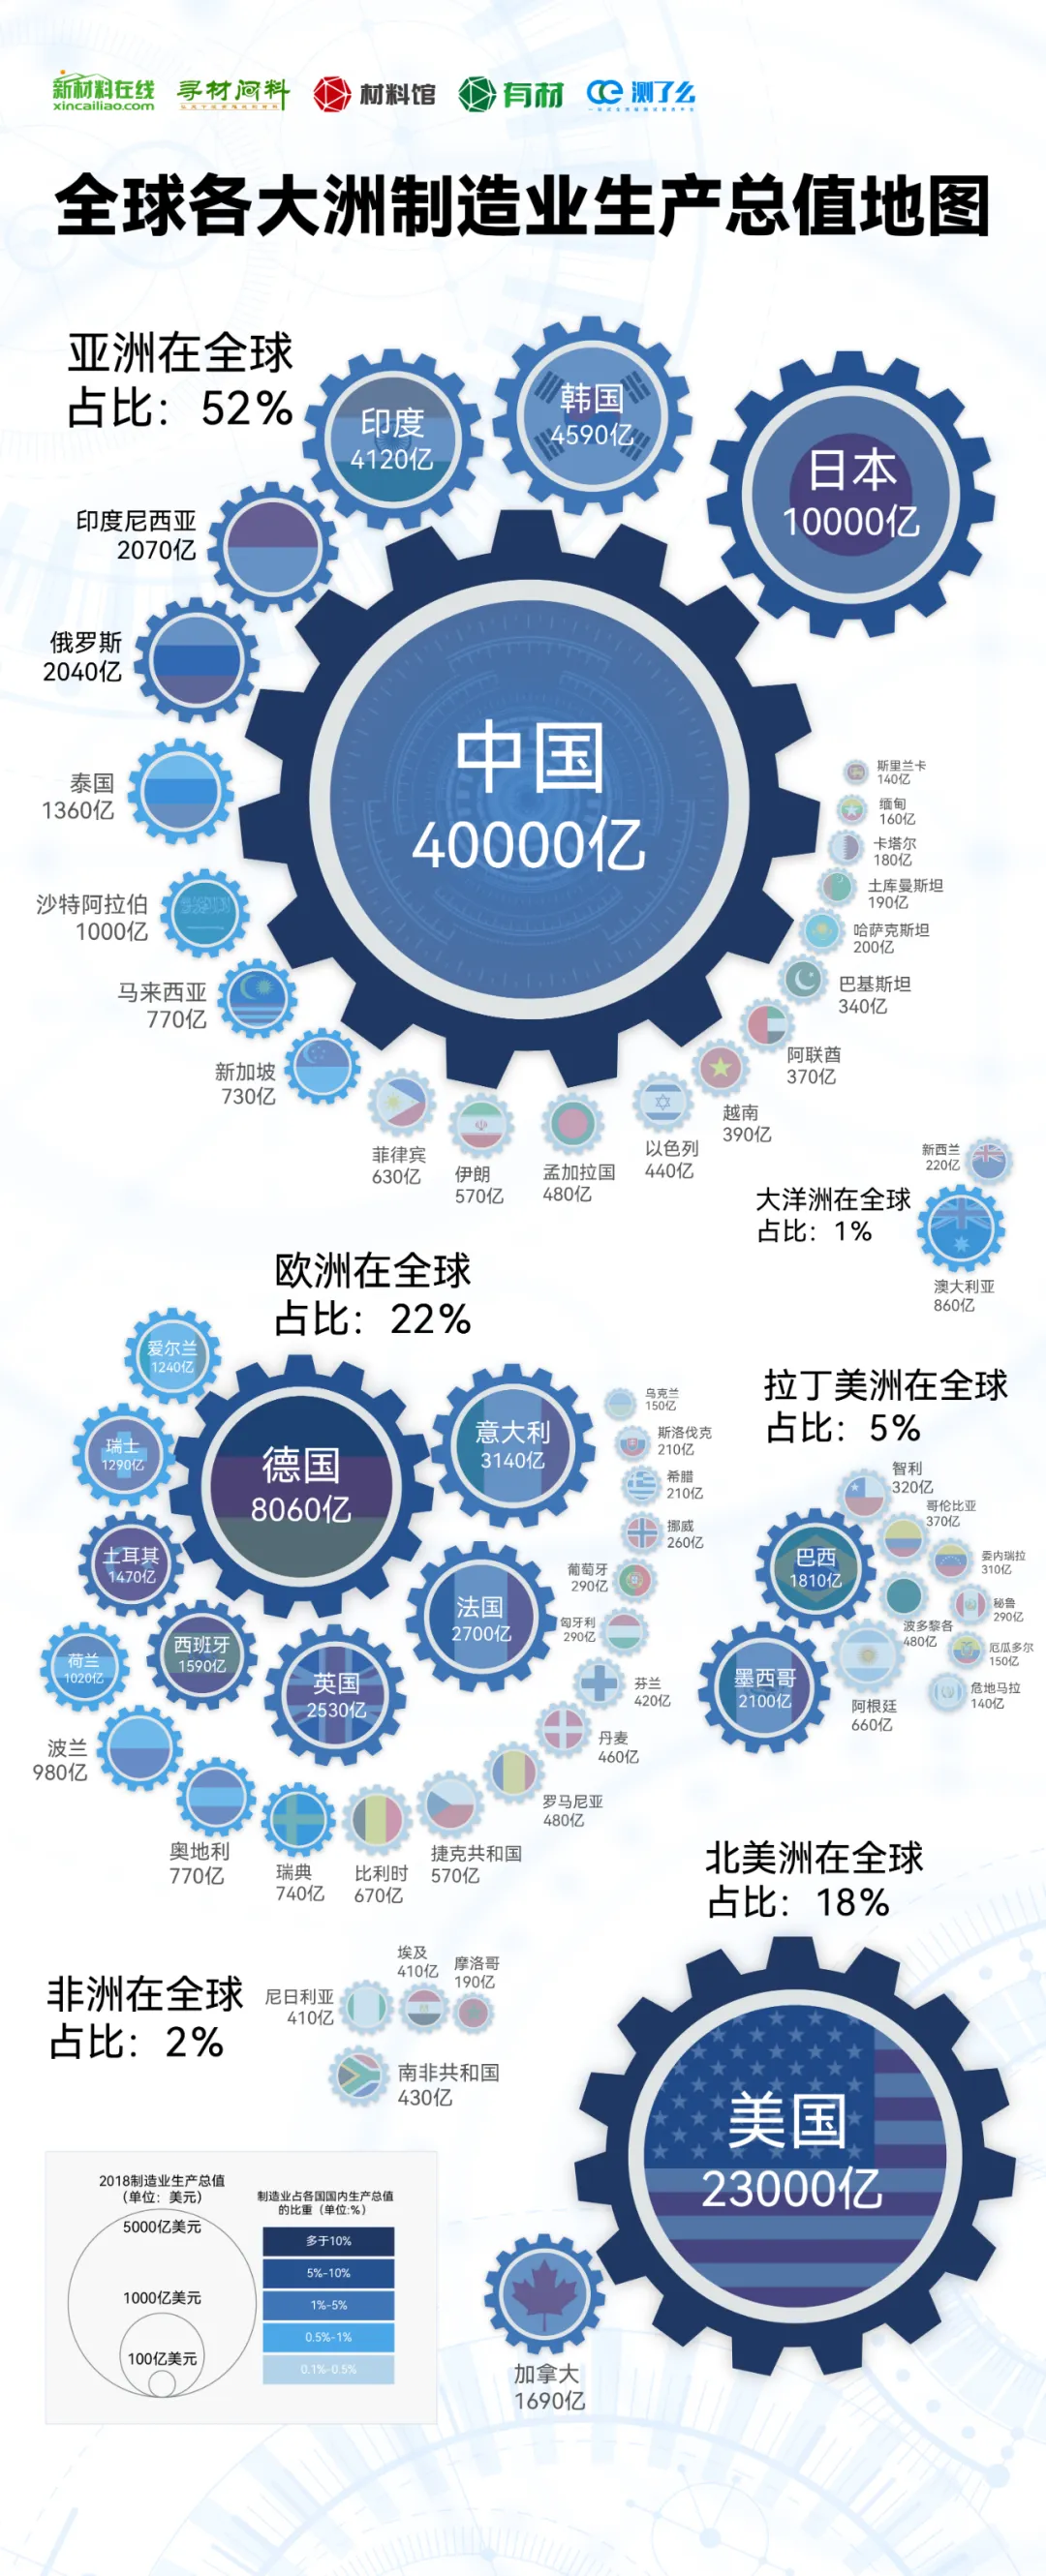 新材料在线
xincailiao.com
寻材问料
材料馆
有材
测了么
全球各大洲制造业生产总值地图
亚洲在全球
占比：52%
印度
4120亿
韩国
4590亿
日本
10000亿
印度尼西亚
2070亿
俄罗斯
2040亿
中国
40000亿
泰国
1360亿
沙特阿拉伯
1000亿
马来西亚
770亿
新加坡
730亿
菲律宾
630亿
伊朗
570亿
孟加拉国
480亿
以色列
440亿
越南
390亿
阿联酋
370亿
巴基斯坦
340亿
哈萨克斯坦
200亿
土库曼斯坦
190亿
卡塔尔
180亿
缅甸
160亿
斯里兰卡
140亿
新西兰
220亿
大洋洲在全球
占比：1%
澳大利亚
860亿
欧洲在全球
占比：22%
爱尔兰
1240亿
瑞士
1290亿
德国
8060亿
意大利
3140亿
土耳其
1470亿
西班牙
1590亿
法国
2700亿
荷兰
1020亿
英国
2530亿
波兰
980亿
奥地利
770亿
瑞典
740亿
比利时
670亿
捷克共和国
570亿
罗马尼亚
480亿
丹麦
460亿
芬兰
420亿
匈牙利
290亿
葡萄牙
290亿
挪威
260亿
希腊
210亿
斯洛伐克
210亿
乌克兰
150亿
拉丁美洲在全球
占比：5%
智利
320亿
哥伦比亚
370亿
委内瑞拉
310亿
巴西
1810亿
秘鲁
290亿
波多黎各
480亿
厄瓜多尔
150亿
墨西哥
2100亿
危地马拉
140亿
阿根廷
660亿
北美洲在全球
占比：18%
美国
23000亿
加拿大
1690亿
非洲在全球
占比：2%
埃及
410亿
摩洛哥
190亿
尼日利亚
410亿
南非共和国
430亿
2018制造业生产总值
（单位：美元）
5000亿美元
1000亿美元
100亿美元
制造业占各国国内生产总值
的比重（单位:%）
多于10%
5%-10%
1%-5%
0.5%-1%
0.1%-0.5%